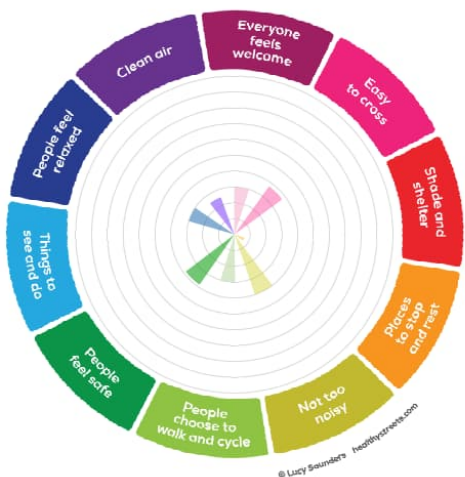 Everyone
feels
welcome
Easy
to cross
Shade and
shelter
Places
to stop
and rest
Not too
noisy
People
choose to
walk and cycle
People
feel safe
Things to
see and do
People feel
relaxed
Clean air
© Lucy Saunders healthystreets.com